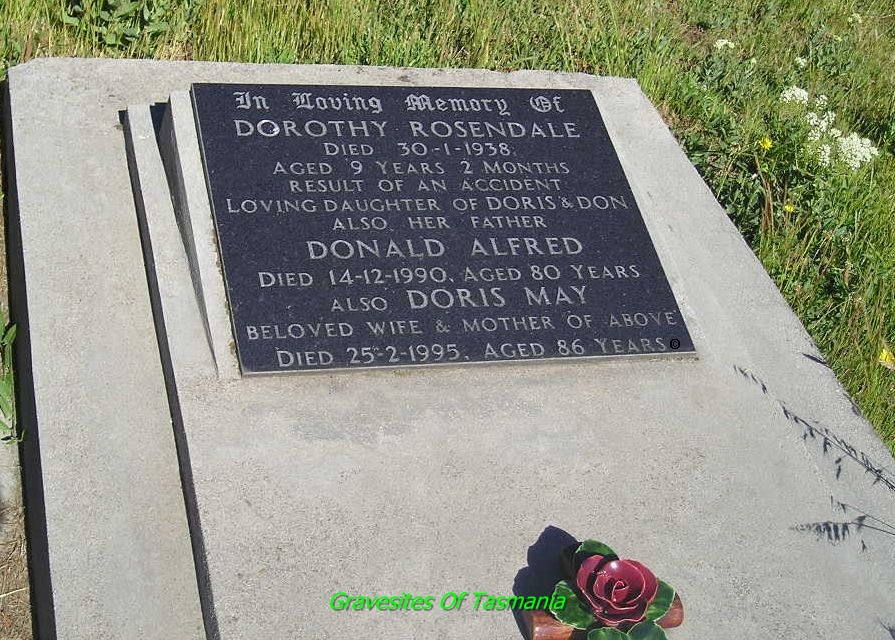 In Loving Memory Of
DOROTHY ROSENDALE
DIED 30-1-1938.
AGED 9 YEARS 2 MONTHS
RESULT OF AN ACCIDENT
LOVING DAUGHTER OF DORIS & DON
ALSO HER FATHER
DONALD ALFRED
DIED 14-12-1990. AGED 80 YEARS
ALSO DORIS MAY
BELOVED WIFE & MOTHER OF ABOVE
DIED 25-2-1995. AGED 86 YEARS
Gravesites Of Tasmania